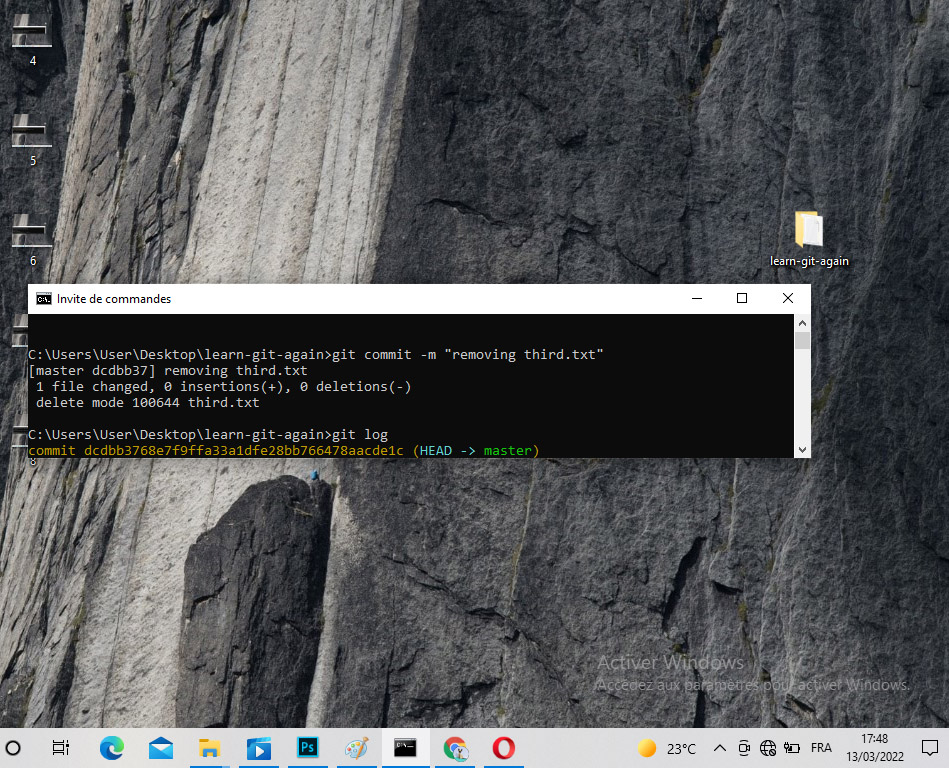 4
5
6
learn-git-again
Invite de commandes
C:\Users\User\Desktop\learn-git-again>git commit -m "removing third.txt"
[master dcdbb37] removing third.txt
1 file changed, 0 insertions(+), 0 deletions(-)
delete mode 100644 third.txt
C:\Users\User\Desktop\learn-git-again>git log
commit dcdbb3768e7f9ffa33a1dfe28bb766478aacde1c (HEAD -> master)
8
Activer Windows
Accédez aux paramètres pour activer Windows.
Ps
23°C
FRA
17:48
13/03/2022